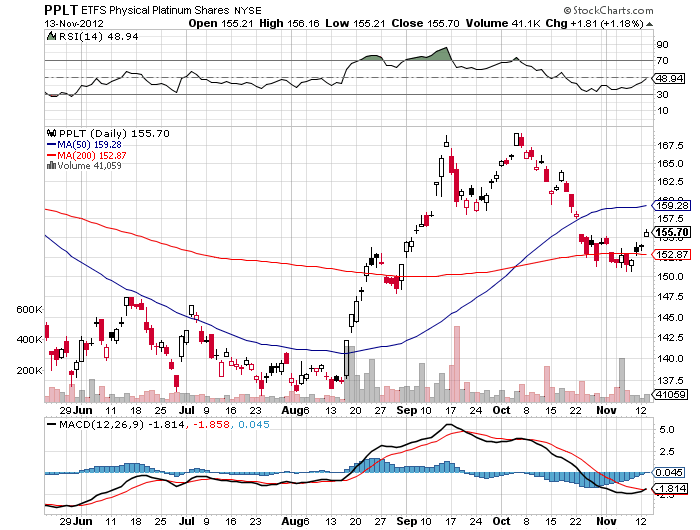 PPLT ETFS Physical Platinum Shares NYSE © StockCharts.com
13-Nov-2012 Open 155.21 High 156.16 Low 155.21 Close 155.70 Volume 41.1K Chg +1.81 (+1.18%)
RSI(14) 48.94
90
70
48.94
30
10
PPLT (Daily) 155.70
MA(50) 159.28
MA(200) 152.87
Volume 41,059
167.5
165.0
162.5
159.28
157.5
155.70
152.87
150.0
147.5
145.0
142.5
140.0
137.5
600K
400K
200K
41059
29 Jun 11 18 25 Jul 9 16 23 Aug 6 13 20 27 Sep 10 17 24 Oct 8 15 22 Nov 12
MACD(12,26,9) -1.814, -1.858, 0.045
5.0
2.5
0.045
-1.814
29 Jun 11 18 25 Jul 9 16 23 Aug 6 13 20 27 Sep 10 17 24 Oct 8 15 22 Nov 12